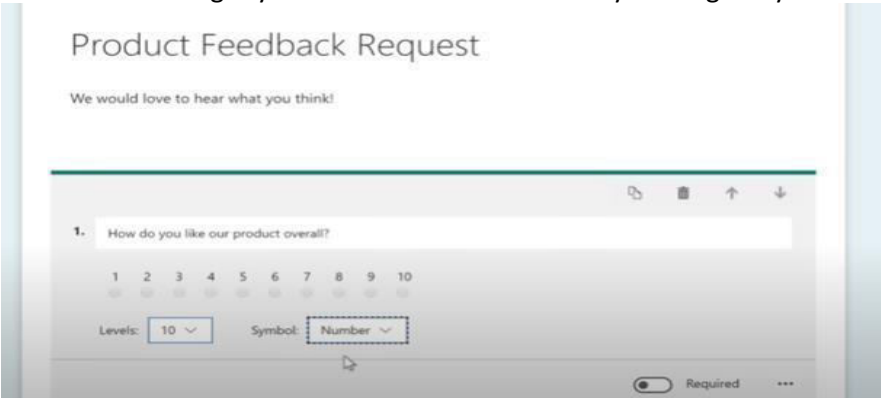 Product Feedback Request
We would love to hear what you think!
1. How do you like our product overall?
1 2 3 4 5 6 7 8 9 10
Levels: 10 Symbol: Number
Required